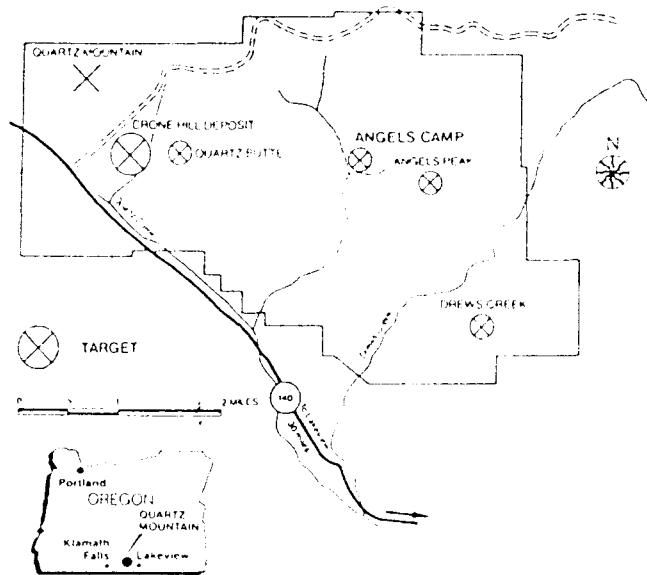 QUARTZ MOUNTAIN
CRONE HILL DEPOSIT
QUARTZ BUTTE
ANGELS CAMP
ANGELS PEAK
N
DREWS CREEK
TARGET
2 MILES
140
Portland
OREGON
QUARTZ
MOUNTAIN
Klamath
Falls
Lakeview